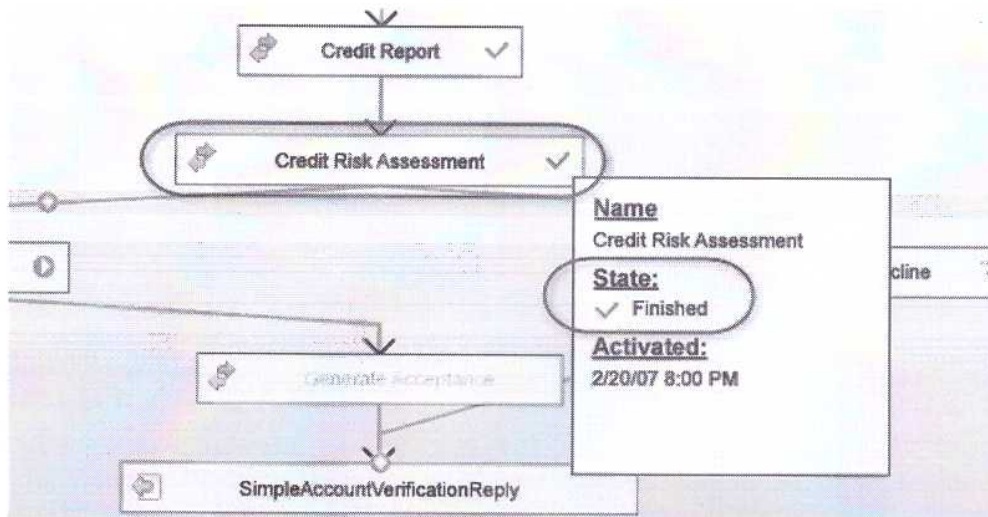 Credit Report
Credit Risk Assessment
Name
Credit Risk Assessment
State:
Finished
Activated:
2/20/07 8:00 PM
cline
Generate Acceptance
SimpleAccountVerificationReply